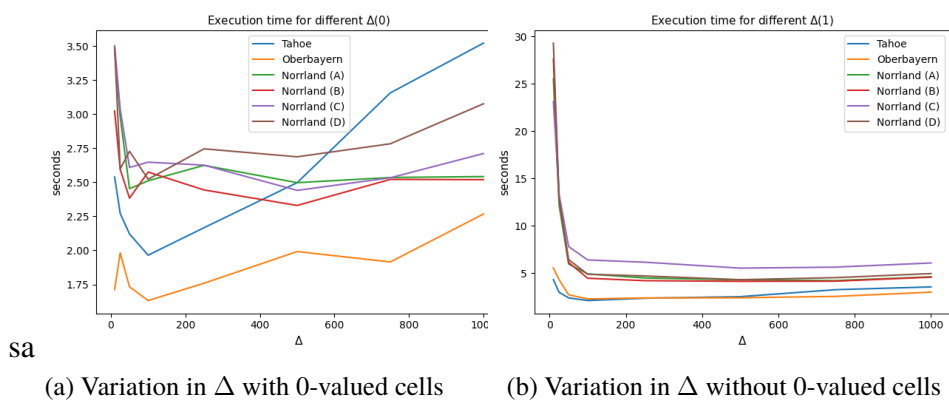 Execution time for different Δ(0)
3.50
3.25
3.00
2.75
2.50
2.25
2.00
1.75
seconds
Tahoe
Oberbayern
Norrland (A)
Norrland (B)
Norrland (C)
Norrland (D)
0 200 400 600 800 100
Δ
Execution time for different Δ(1)
30
25
20
15
10
5
seconds
Tahoe
Oberbayern
Norrland (A)
Norrland (B)
Norrland (C)
Norrland (D)
0 200 400 600 800 1000
Δ
sa
(a) Variation in Δ with 0-valued cells
(b) Variation in Δ without 0-valued cells